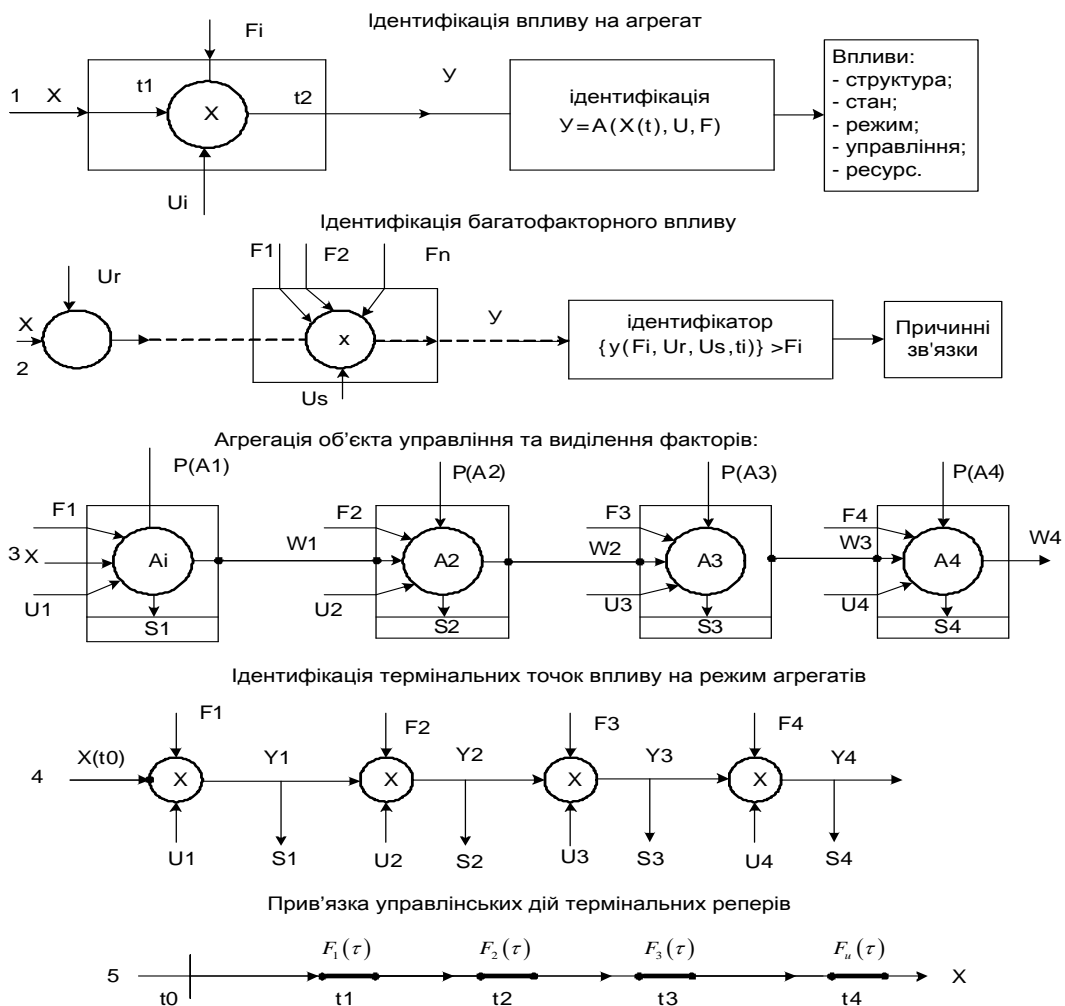 Ідентифікація впливу на агрегат
Fi
1 X t1 X t2 У
Ui
ідентифікація
У=А(X(t), U, F)
Впливи:
- структура;
- стан;
- режим;
- управління;
- ресурс.
Ідентифікація багатофакторного впливу
Ur F1 F2 Fn
X
2
x
У
Us
ідентифікатор
{y(Fi, Ur, Us,ti)} >Fi
Причинні
зв'язки
Агрегація об’єкта управління та виділення факторів:
P(A1) P(A2) P(A3) P(A4)
F1 F2 F3 F4
3 X Ai W1 A2 W2 A3 W3 A4 W4
U1 U2 U3 U4
S1 S2 S3 S4
Ідентифікація термінальних точок впливу на режим агрегатів
F1 F2 F3 F4
4 X(t0) X Y1 X Y2 X Y3 X Y4
U1 S1 U2 S2 U3 S3 U4 S4
Прив’язка управлінських дій термінальних реперів
F₁(τ) F₂(τ) F₃(τ) Fᵤ(τ)
5 X
t0 t1 t2 t3 t4